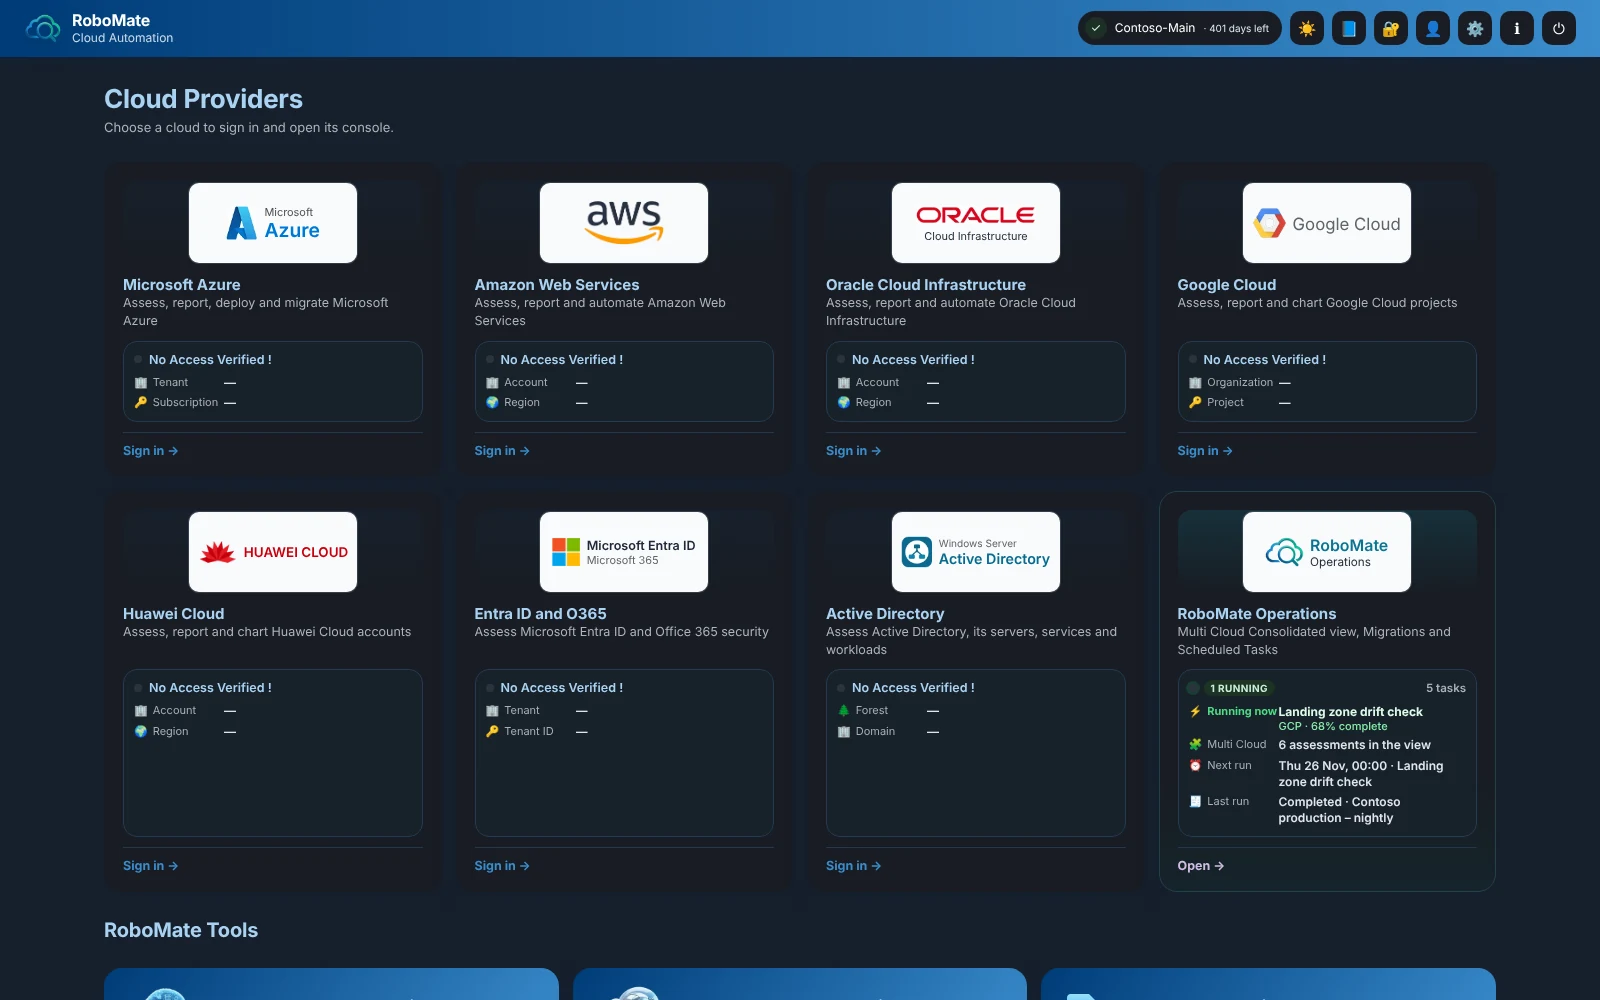 RoboMate
Cloud Automation
Contoso-Main · 401 days left
Cloud Providers
Choose a cloud to sign in and open its console.
Microsoft
Azure
Microsoft Azure
Assess, report, deploy and migrate Microsoft
Azure
No Access Verified !
Tenant —
Subscription —
Sign in →
aws
Amazon Web Services
Assess, report and automate Amazon Web
Services
No Access Verified !
Account —
Region —
Sign in →
ORACLE
Cloud Infrastructure
Oracle Cloud Infrastructure
Assess, report and automate Oracle Cloud
Infrastructure
No Access Verified !
Account —
Region —
Sign in →
Google Cloud
Google Cloud
Assess, report and chart Google Cloud projects
No Access Verified !
Organization —
Project —
Sign in →
HUAWEI CLOUD
Huawei Cloud
Assess, report and chart Huawei Cloud accounts
No Access Verified !
Account —
Region —
Sign in →
Microsoft Entra ID
Microsoft 365
Entra ID and O365
Assess Microsoft Entra ID and Office 365 security
No Access Verified !
Tenant —
Tenant ID —
Sign in →
Windows Server
Active Directory
Active Directory
Assess Active Directory, its servers, services and
workloads
No Access Verified !
Forest —
Domain —
Sign in →
RoboMate
Operations
RoboMate Operations
Multi Cloud Consolidated view, Migrations and
Scheduled Tasks
1 RUNNING 5 tasks
Running now Landing zone drift check
GCP · 68% complete
Multi Cloud 6 assessments in the view
Next run Thu 26 Nov, 00:00 · Landing
zone drift check
Last run Completed · Contoso
production – nightly
Open →
RoboMate Tools